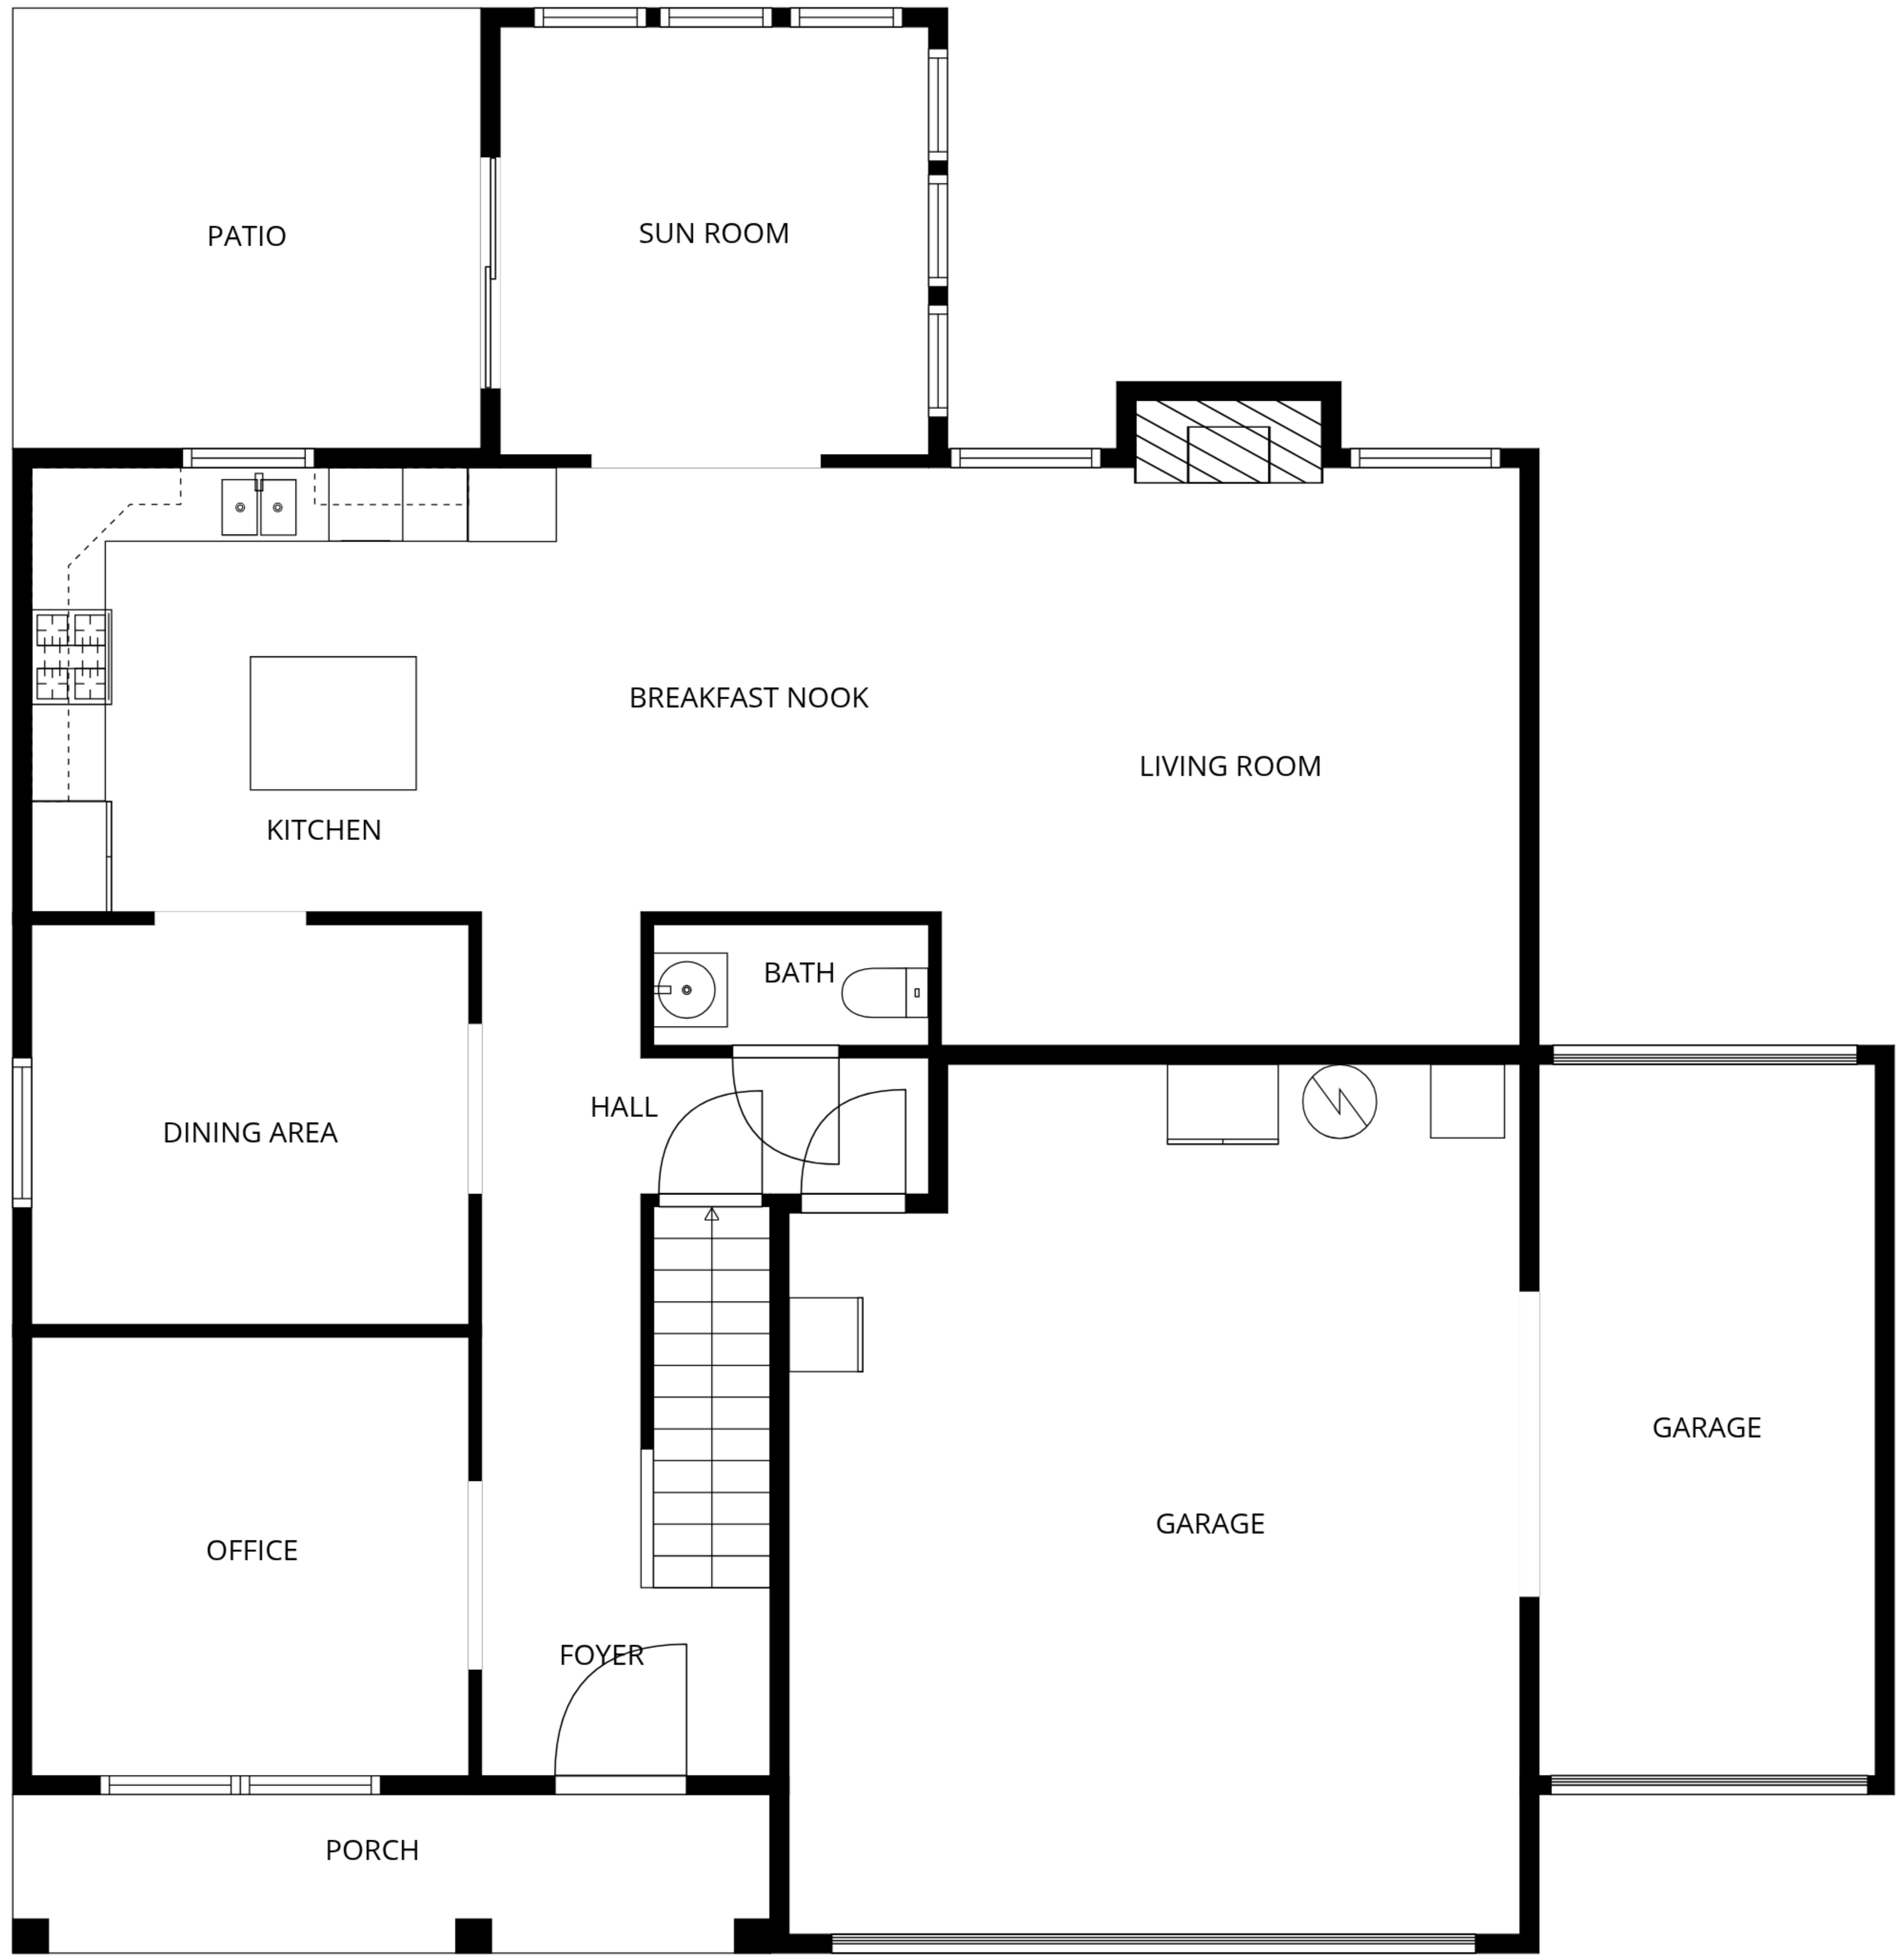 PATIO
SUN ROOM
BREAKFAST NOOK
LIVING ROOM
KITCHEN
BATH
HALL
DINING AREA
GARAGE
GARAGE
OFFICE
FOYER
PORCH